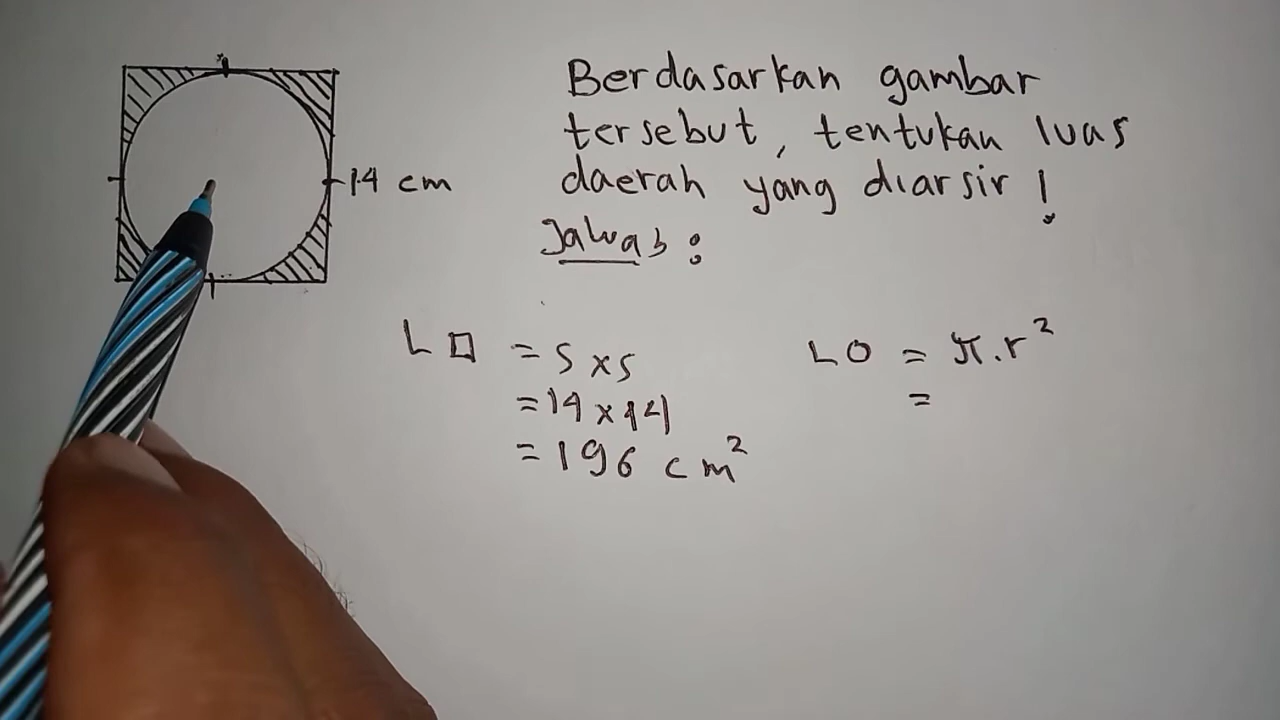 14 cm
Berdasarkan gambar
tersebut, tentukan luas
daerah yang diarsir !
Jawab :
L □ = s x s
= 14 x 14
= 196 cm²
L O = π.r²
=